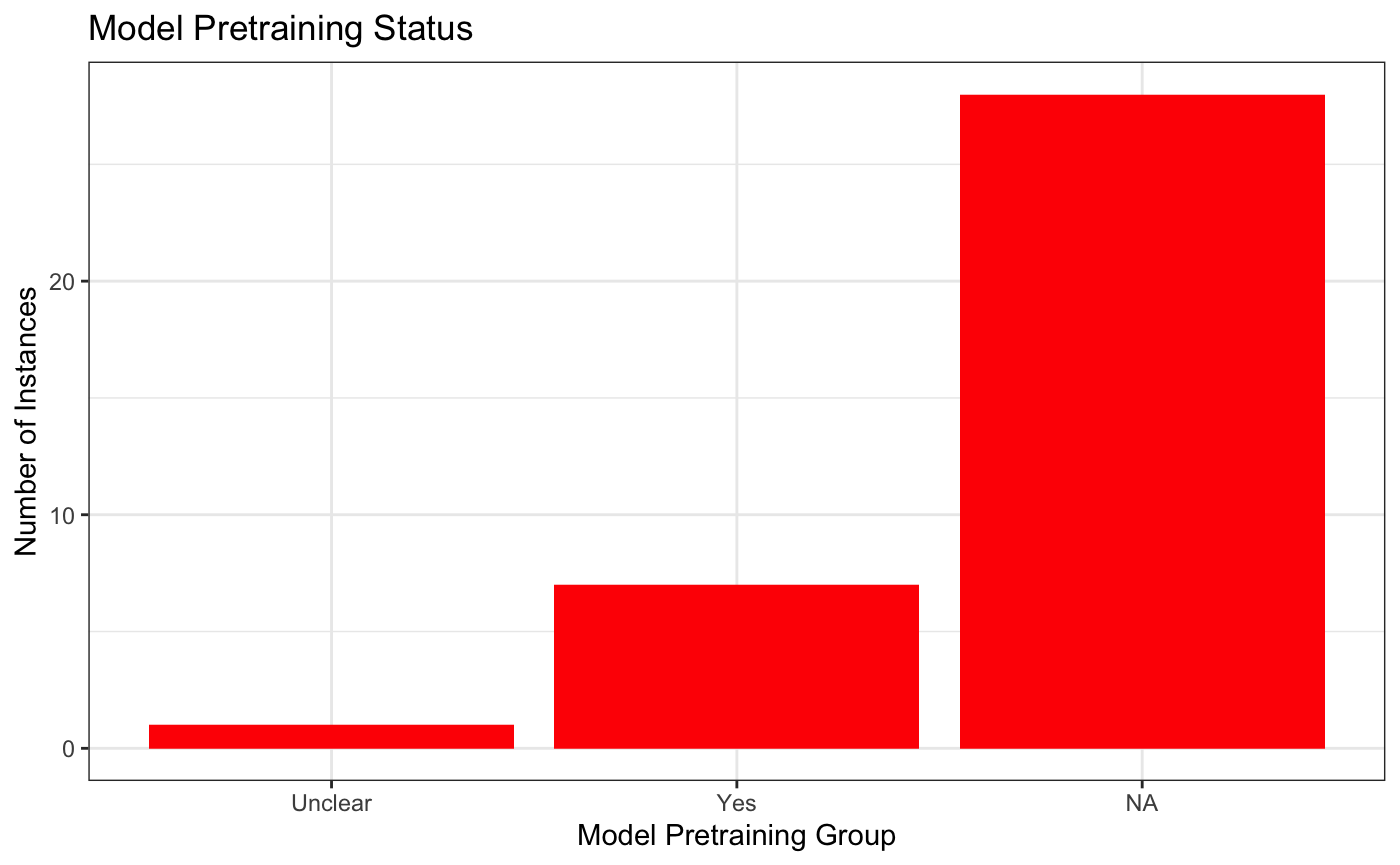 Model Pretraining Status
Number of Instances
20
10
0
Unclear
Yes
NA
Model Pretraining Group